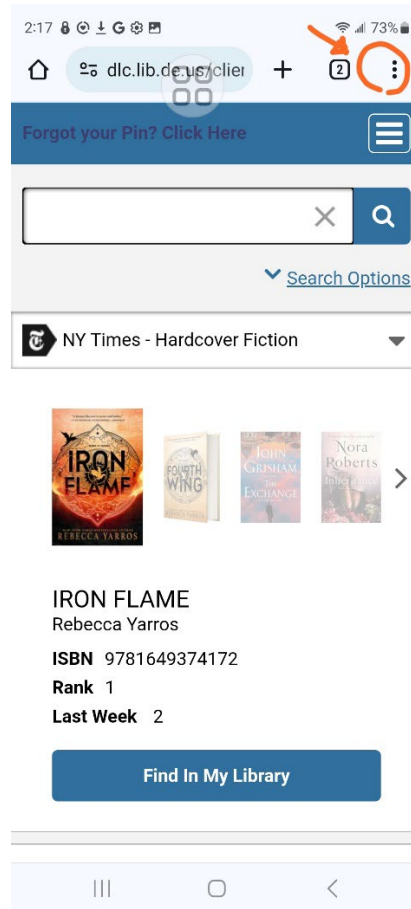 2:17 G 73%
dlc.lib.de.us/clier + 2
Forgot your Pin? Click Here
Search Options
NY Times - Hardcover Fiction
IRON
FLAME
REBECCA YARROS
FOURTH
WING
JOHN
GRISHAM
THE
EXCHANGE
Nora
Roberts
Inheritance
IRON FLAME
Rebecca Yarros
ISBN 9781649374172
Rank 1
Last Week 2
Find In My Library